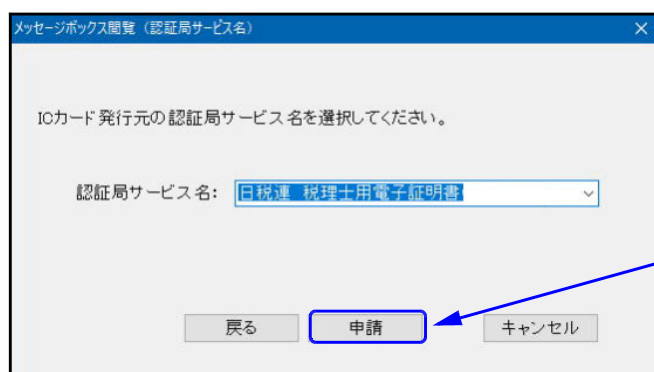 メッセージボックス閲覧（認証局サービス名）
ICカード発行元の認証局サービス名を選択してください。
認証局サービス名: 日税連 税理士用電子証明書
戻る 申請 キャンセル